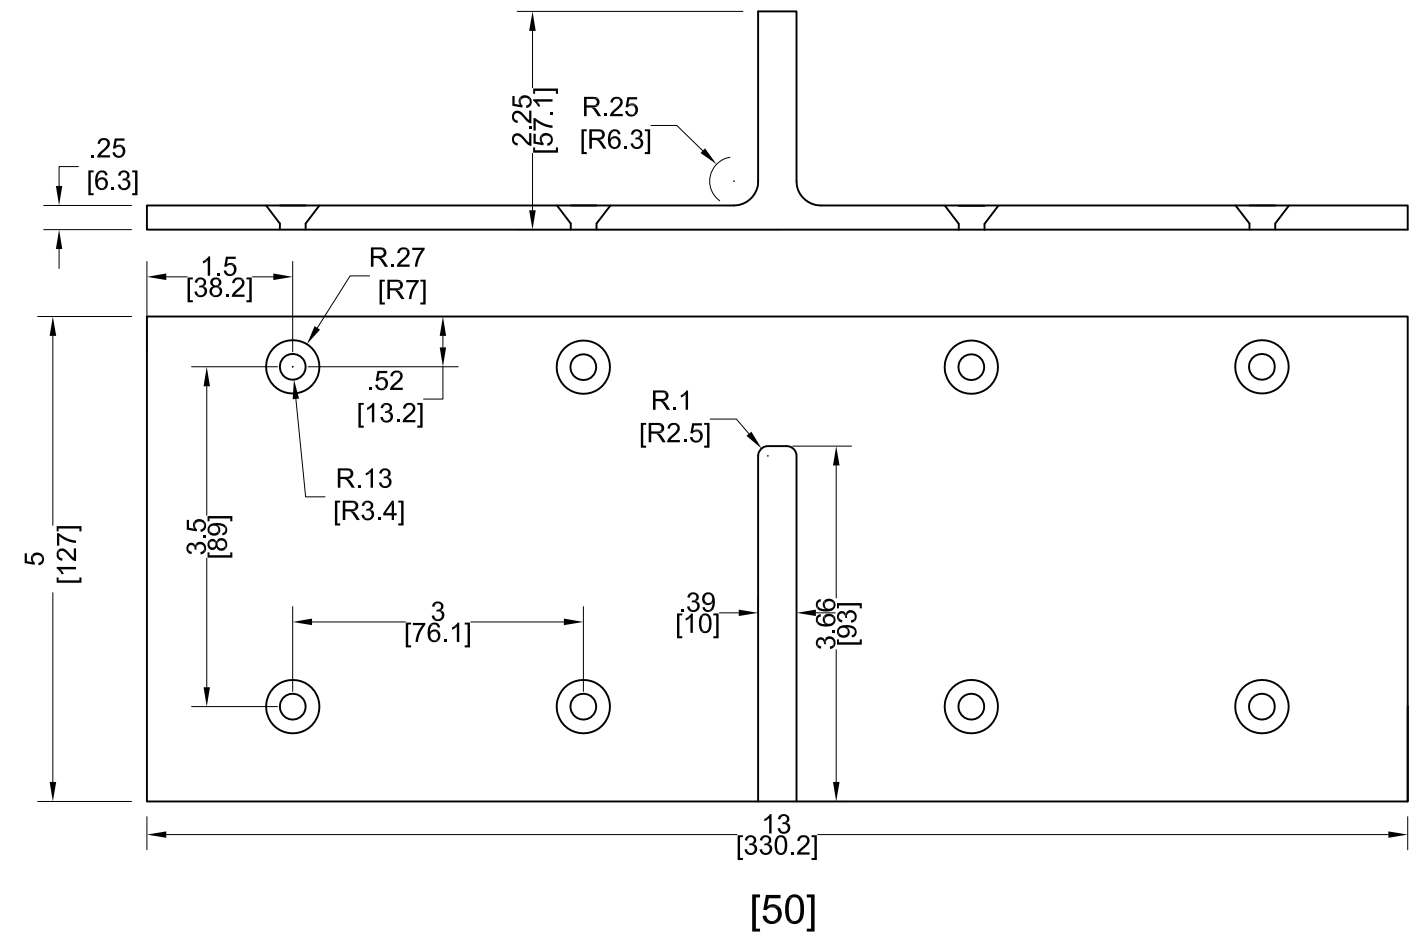 2.25
[57.1]
R.25
[R6.3]
.25
[6.3]
1.5
[38.2]
R.27
[R7]
.52
[13.2]
R.1
[R2.5]
R.13
[R3.4]
3.5
[89]
5
[127]
3
[76.1]
.39
[10]
3.66
[93]
13
[330.2]
[50]